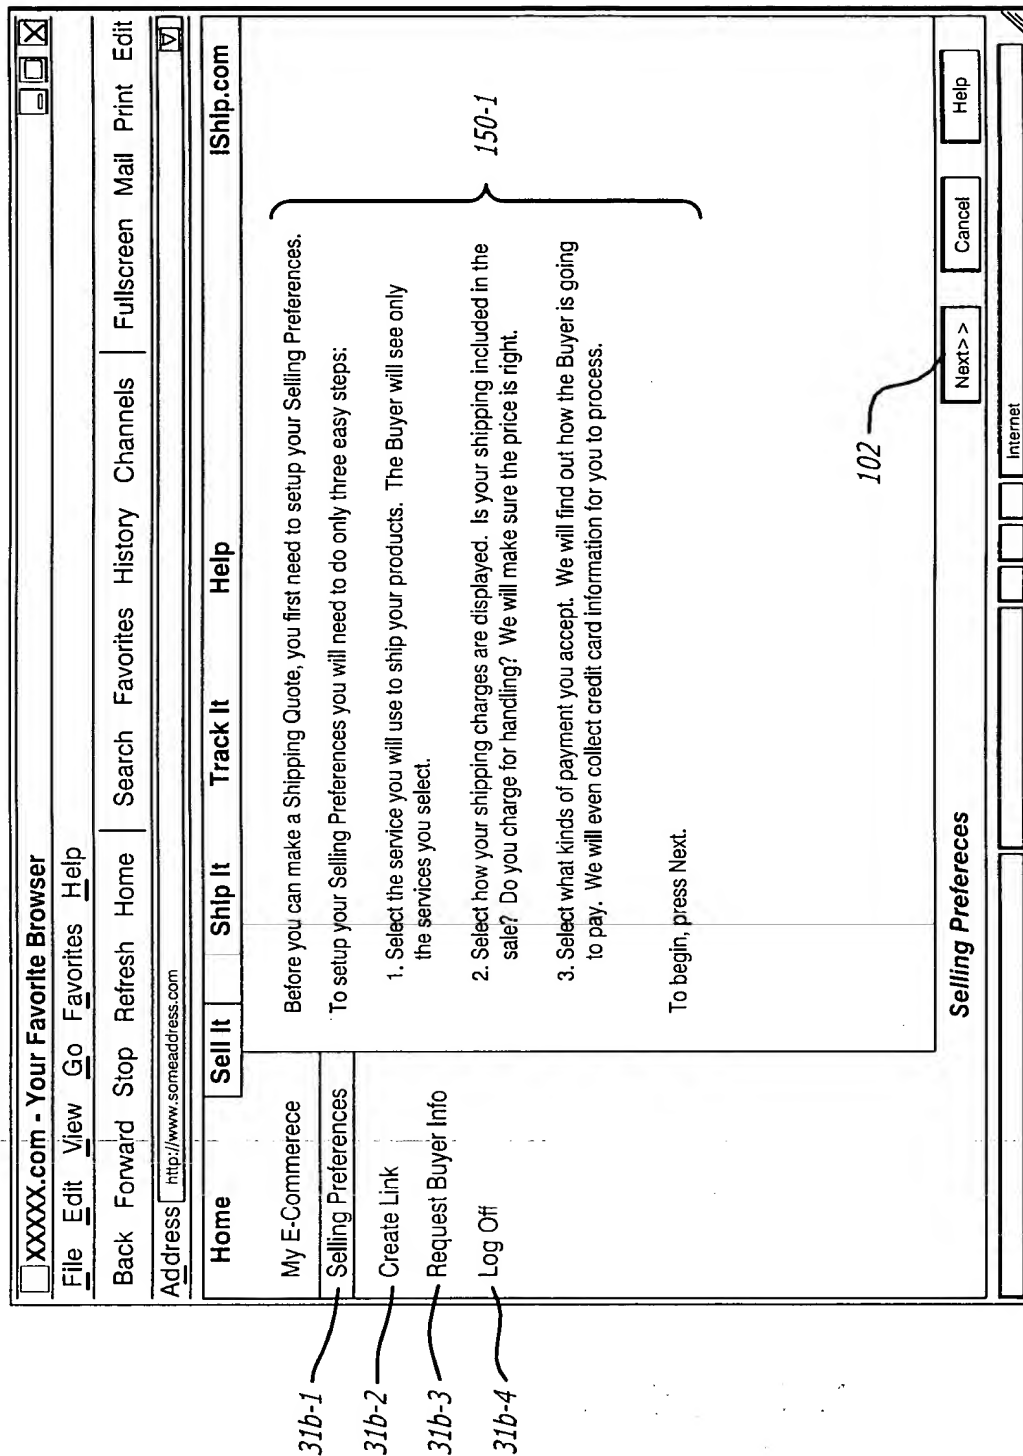 XXXXX.com - Your Favorite Browser
File Edit View Go Favorites Help
Back Forward Stop Refresh Home Search Favorites History Channels Fullscreen Mail Print Edit
Address http://www.someaddress.com
Home Sell It Ship It Track It Help IShip.com
My E-Commerece
Selling Preferences
Create Link
Request Buyer Info
Log Off
31b-1
31b-2
31b-3
31b-4
Before you can make a Shipping Quote, you first need to setup your Selling Preferences.
To setup your Selling Preferences you will need to do only three easy steps:
1. Select the service you will use to ship your products. The Buyer will see only
the services you select.
2. Select how your shipping charges are displayed. Is your shipping included in the
sale? Do you charge for handling? We will make sure the price is right.
3. Select what kinds of payment you accept. We will find out how the Buyer is going
to pay. We will even collect credit card information for you to process.
To begin, press Next.
150-1
102
Selling Prefereces
Next>>
Cancel
Help
Internet